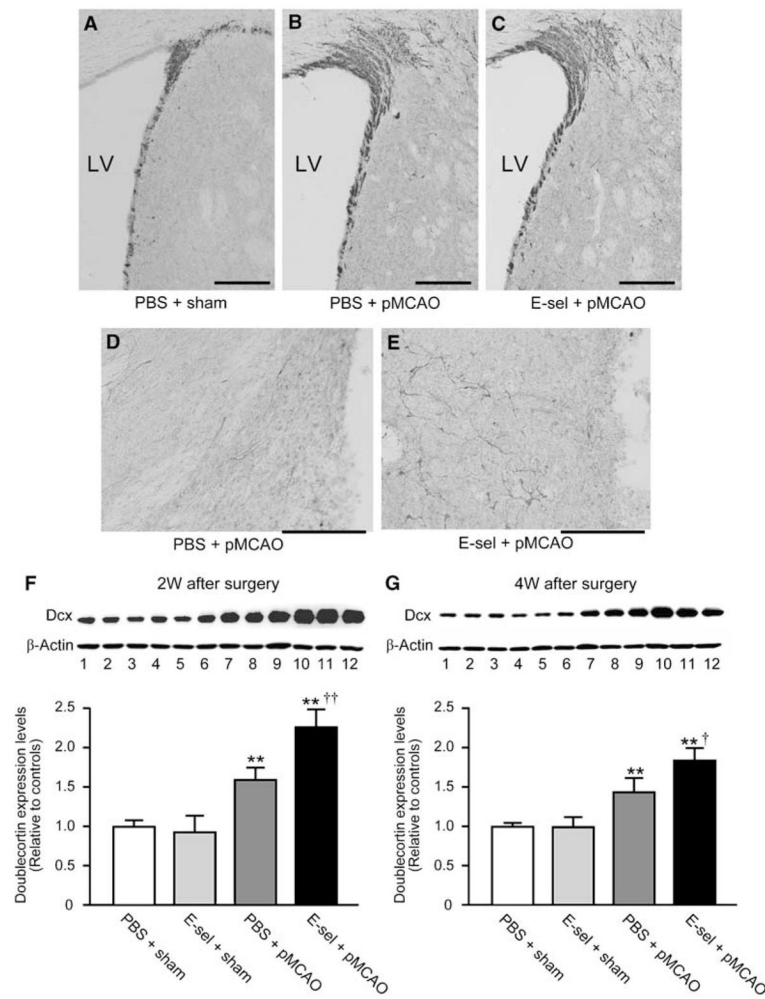 A B C
LV LV LV
PBS + sham PBS + pMCAO E-sel + pMCAO
D E
PBS + pMCAO E-sel + pMCAO
F 2W after surgery
Dcx
β-Actin
1 2 3 4 5 6 7 8 9 10 11 12
Doublecortin expression levels
(Relative to controls)
2.5
2.0
1.5
1.0
0.5
0
** ** ††
PBS + sham
E-sel + sham
PBS + pMCAO
E-sel + pMCAO
G 4W after surgery
Dcx
β-Actin
1 2 3 4 5 6 7 8 9 10 11 12
Doublecortin expression levels
(Relative to controls)
2.5
2.0
1.5
1.0
0.5
0
** ** †
PBS + sham
E-sel + sham
PBS + pMCAO
E-sel + pMCAO